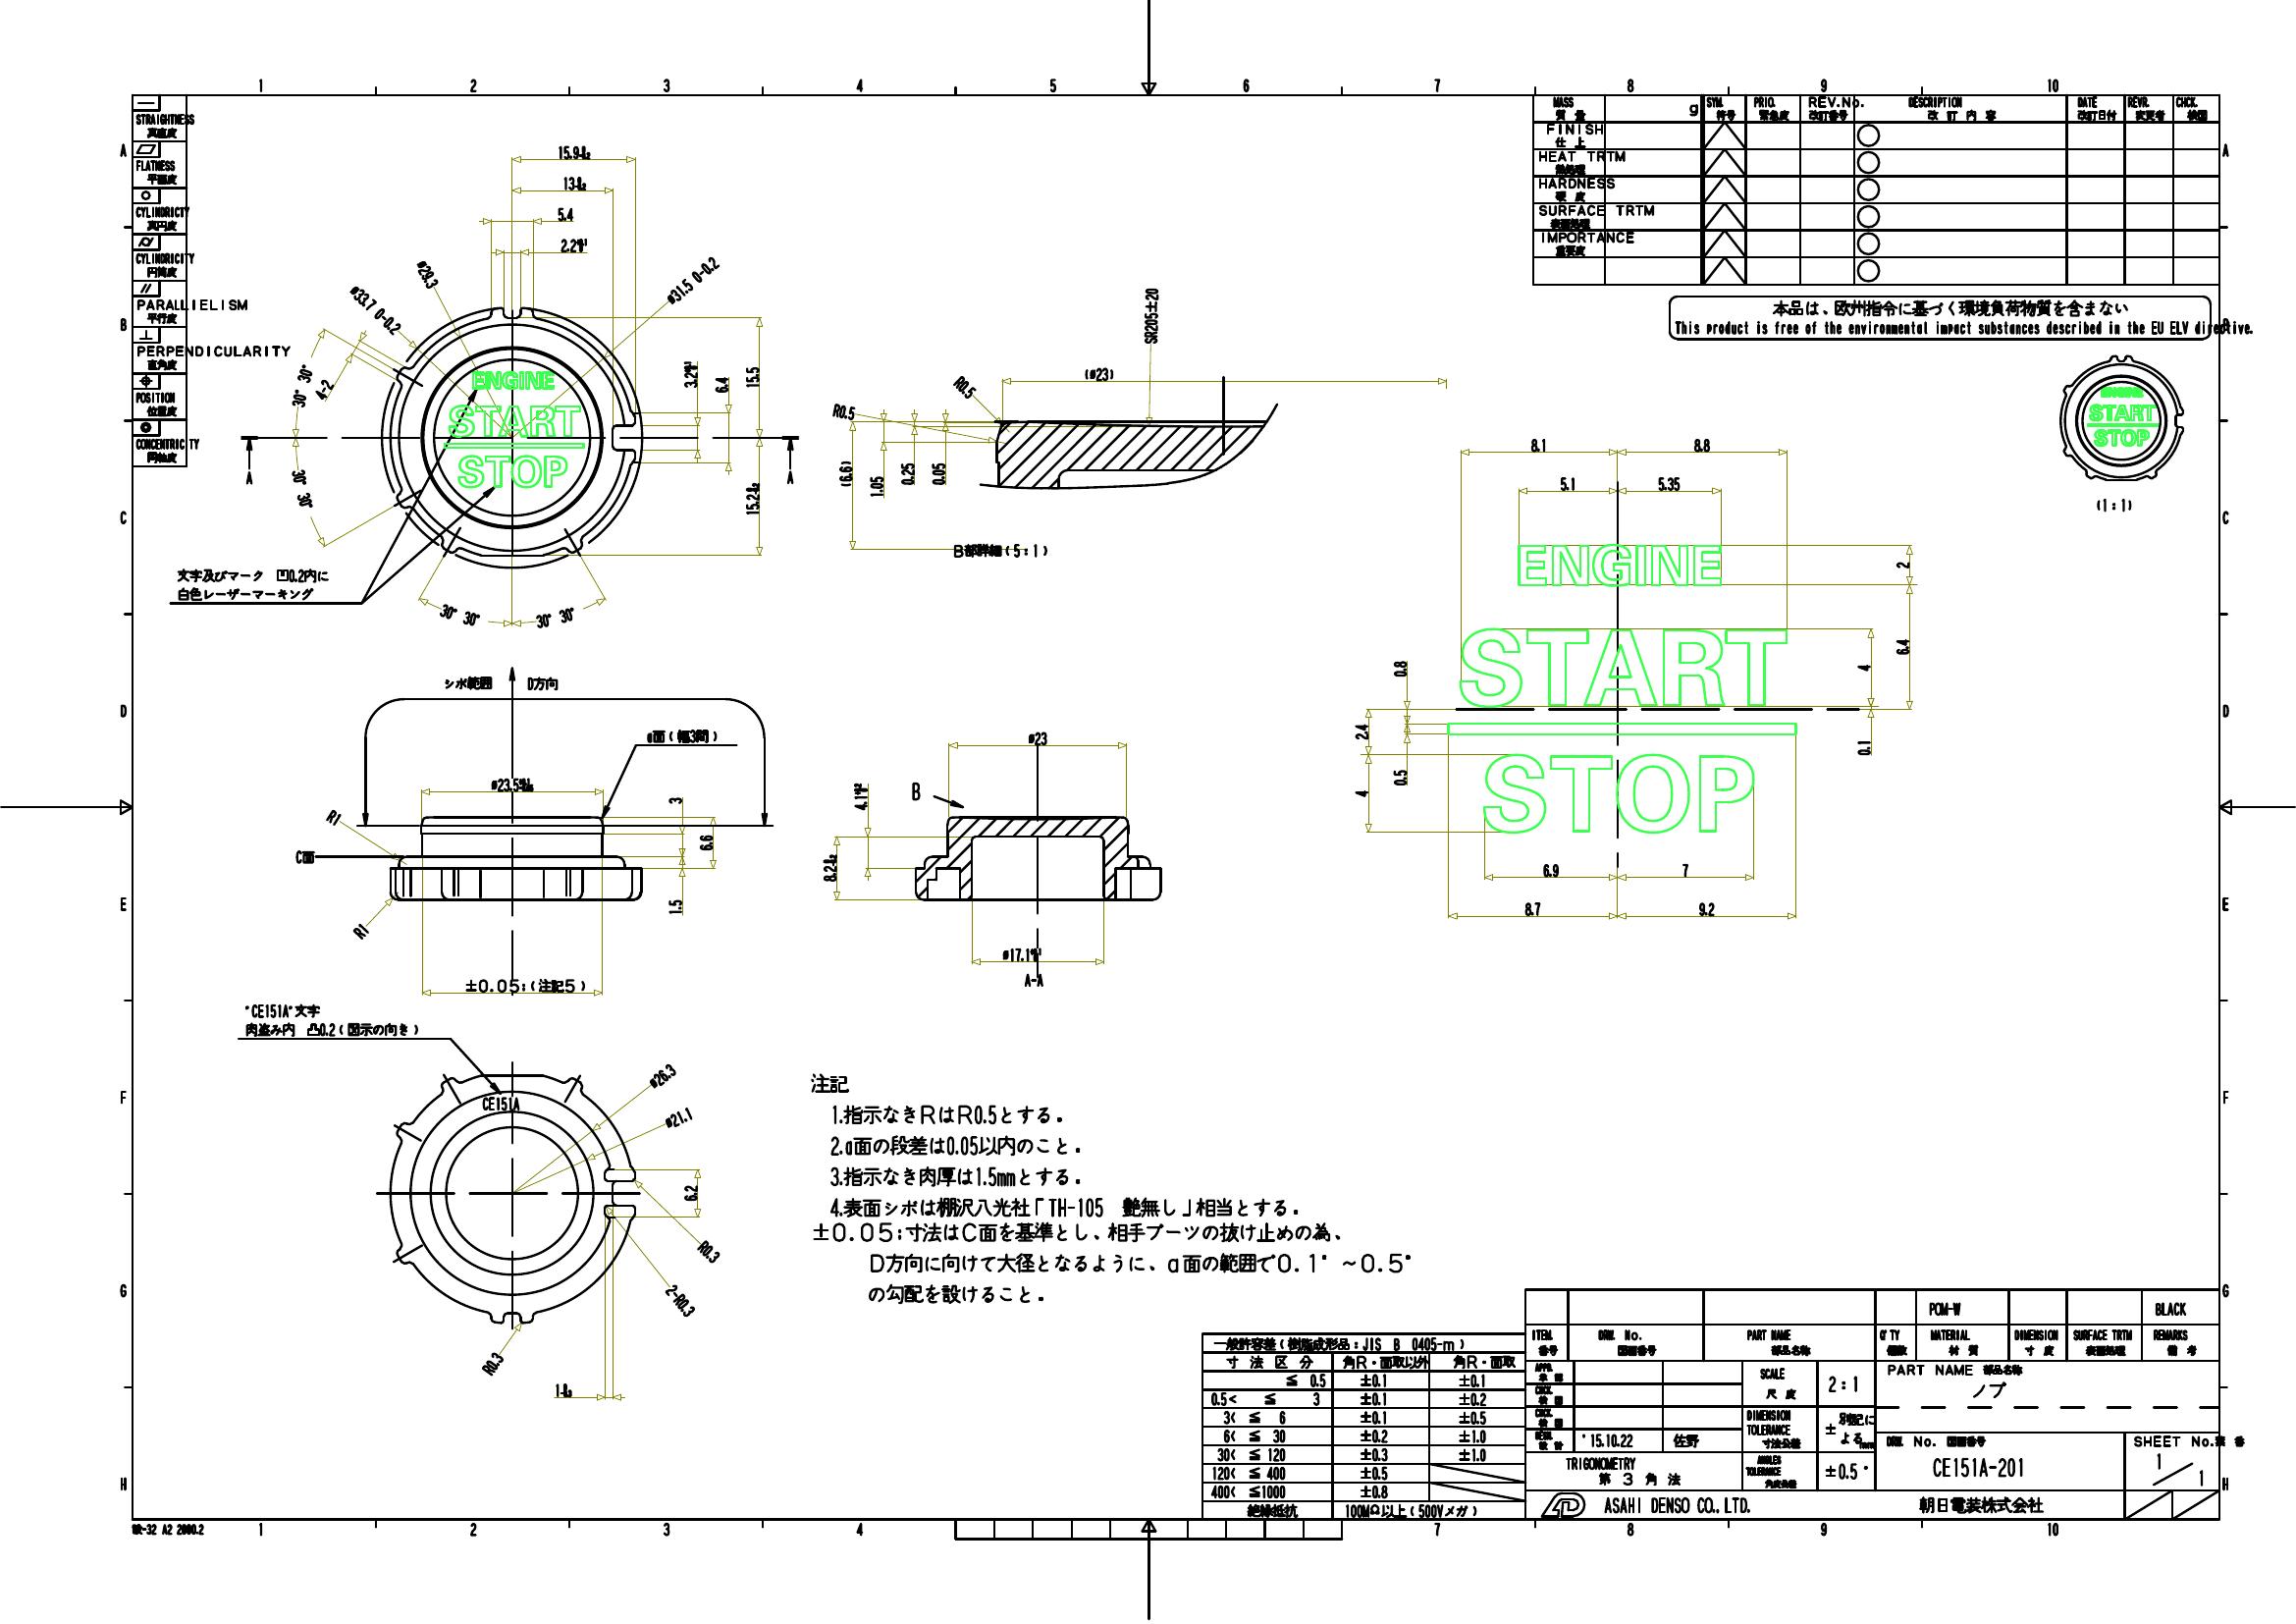 1 2 3 4 5 6 7 8 9 10
A B C D E F G H
STRAIGHTNESS
真直度
FLATNESS
平面度
CYLINDRICTY
真円度
CYLINDRICITY
円筒度
PARALLIELISM
平行度
PERPENDICULARITY
直角度
POSITION
位置度
CONCENTRICTY
同軸度
MASS 質量 g
FINISH 仕上
HEAT TRTM 熱処理
HARDNESS 硬度
SURFACE TRTM 表面処理
IMPORTANCE 重要度
SYM. 符号 PRIO. 緊急度 REV.No. 改訂番号 DESCRIPTION 改訂内容 DATE 改訂日付 REVR. 変更者 CHCK. 検図
本品は、欧州指令に基づく環境負荷物質を含まない
This product is free of the environmental impact substances described in the EU ELV directive.
(1:1)
15.9
13
5.4
2.2
ø29.3
ø33.7 0-0.2
ø31.5 0-0.2
30° 30°
4-2
3.2
6.4
15.5
15.2
ENGINE
START
STOP
A A
30° 30°
30° 30° 30° 30°
文字及びマーク 凹0.2内に
白色レーザーマーキング
SR205±20
(ø23)
R0.5
R0.5
(6.6)
1.05
0.25
0.05
B部詳細(5:1)
8.1 8.8
5.1 5.35
ENGINE
START
STOP
2
6.4
4
0.8
2.4
0.1
0.5
4
6.9 7
8.7 9.2
シボ範囲 D方向
a面(幅3間)
ø23.5
R1
C面
3
6.6
1.5
R1
±0.05:(注記5)
ø23
B
4.1
8.2
ø17.1
A-A
"CE151A"文字
肉盗み内 凸0.2(図示の向き)
CE151A
ø26.3
ø21.1
6.2
R0.3
2-R0.3
R0.3
1
注記
1.指示なきRはR0.5とする.
2.a面の段差は0.05以内のこと.
3.指示なき肉厚は1.5mmとする.
4.表面シボは棚沢八光社「TH-105 艶無し」相当とする.
±0.05:寸法はC面を基準とし、相手ブーツの抜け止めの為、
D方向に向けて大径となるように、a面の範囲で0.1°~0.5°
の勾配を設けること.
一般許容差(樹脂成形品:JIS B 0405-m)
寸法区分 角R・面取以外 角R・面取
≦ 0.5 ±0.1 ±0.1
0.5< ≦ 3 ±0.1 ±0.2
3< ≦ 6 ±0.1 ±0.5
6< ≦ 30 ±0.2 ±1.0
30< ≦ 120 ±0.3 ±1.0
120< ≦ 400 ±0.5
400< ≦1000 ±0.8
絶縁抵抗 100MΩ以上(500Vメガ)
POM-W BLACK
ITEM. 番号 DRW. No. 図面番号 PART NAME 部品名称 Q'TY 個数 MATERIAL 材質 DIMENSION 寸度 SURFACE TRTM 表面処理 REMARKS 備考
APPD. 承認
CHCK. 検図
CHCK. 検図
'15.10.22 佐野
SCALE 尺度 2:1
DIMENSION TOLERANCE 寸法公差 ± 別記による
ANGLES TOLERANCE 角度公差 ±0.5°
TRIGONOMETRY
第3角法
PART NAME 部品名称
ノブ
DRW. No. 図面番号
CE151A-201
SHEET No.
1/1
ASAHI DENSO CO., LTD. 朝日電装株式会社
A2 2000.2
1 2 3 4 7 8 9 10